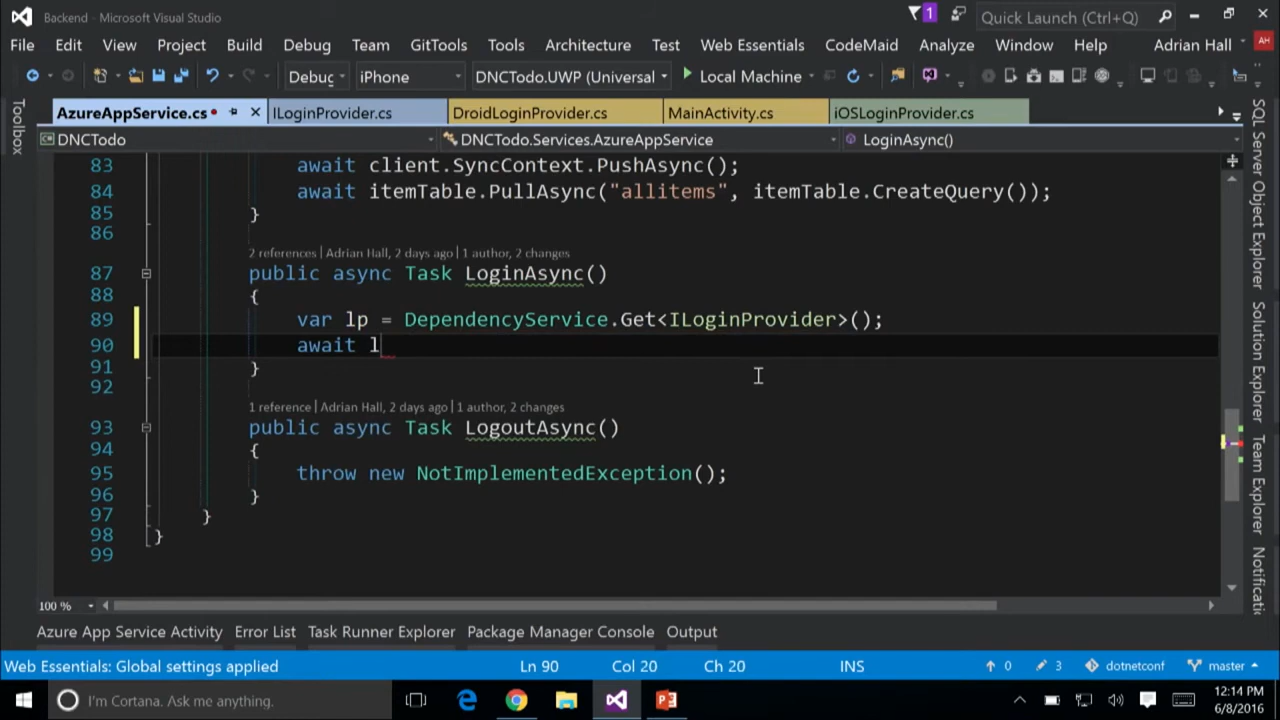 Backend - Microsoft Visual Studio
1
Quick Launch (Ctrl+Q)
File Edit View Project Build Debug Team GitTools Tools Architecture Test Web Essentials CodeMaid Analyze Window Help Adrian Hall AH
Debug iPhone DNCTodo.UWP (Universal Local Machine
Toolbox
AzureAppService.cs ILoginProvider.cs DroidLoginProvider.cs MainActivity.cs iOSLoginProvider.cs
DNCTodo DNCTodo.Services.AzureAppService LoginAsync()
83 await client.SyncContext.PushAsync();
84 await itemTable.PullAsync("allitems", itemTable.CreateQuery());
85 }
86
2 references | Adrian Hall, 2 days ago | 1 author, 2 changes
87 public async Task LoginAsync()
88 {
89 var lp = DependencyService.Get<ILoginProvider>();
90 await l
91 }
92
1 reference | Adrian Hall, 2 days ago | 1 author, 2 changes
93 public async Task LogoutAsync()
94 {
95 throw new NotImplementedException();
96 }
97 }
98 }
99
SQL Server Object Explorer
Solution Explorer
Team Explorer
Notificati
100 %
Azure App Service Activity Error List Task Runner Explorer Package Manager Console Output
Web Essentials: Global settings applied Ln 90 Col 20 Ch 20 INS 0 3 dotnetconf master
I'm Cortana. Ask me anything.
12:14 PM
6/8/2016